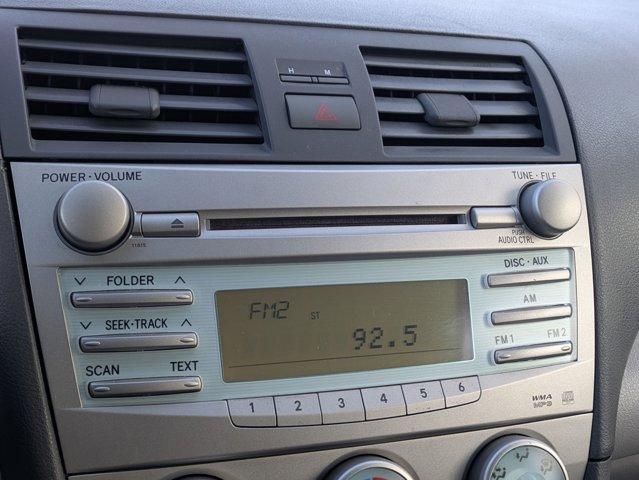 H M
POWER·VOLUME
TUNE·FILE
PUSH
AUDIO CTRL
11815
FOLDER
DISC·AUX
SEEK·TRACK
AM
SCAN TEXT
FM1 FM2
FM2 ST
92.5
1 2 3 4 5 6
WMA
MP3